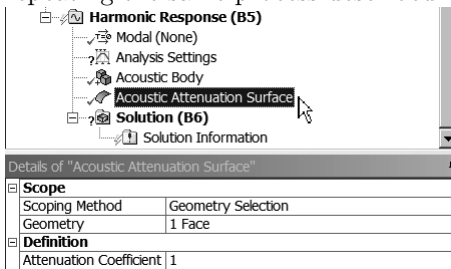 Harmonic Response (B5)
Modal (None)
Analysis Settings
Acoustic Body
Acoustic Attenuation Surface
Solution (B6)
Solution Information
Details of "Acoustic Attenuation Surface"
Scope
Scoping Method Geometry Selection
Geometry 1 Face
Definition
Attenuation Coefficient 1